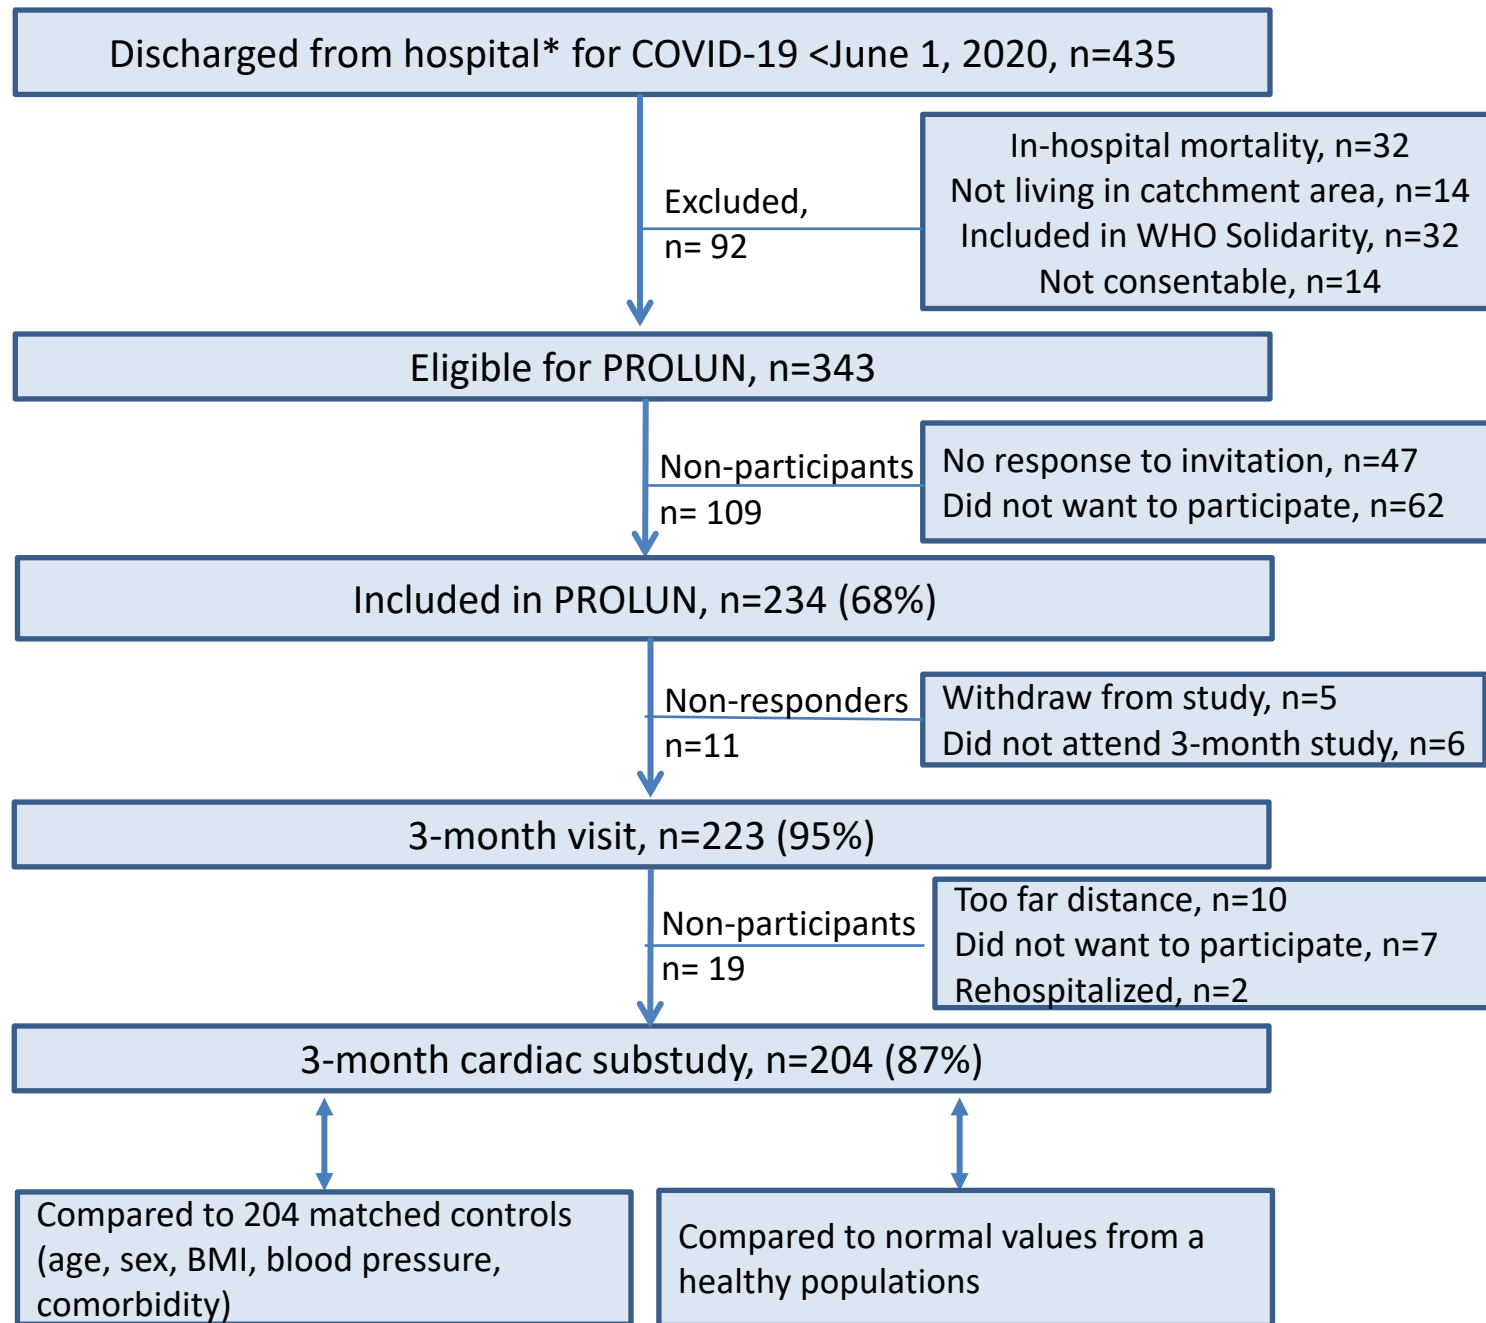 Discharged from hospital* for COVID-19 <June 1, 2020, n=435
Excluded,
n= 92
In-hospital mortality, n=32
Not living in catchment area, n=14
Included in WHO Solidarity, n=32
Not consentable, n=14
Eligible for PROLUN, n=343
Non-participants
n= 109
No response to invitation, n=47
Did not want to participate, n=62
Included in PROLUN, n=234 (68%)
Non-responders
n=11
Withdraw from study, n=5
Did not attend 3-month study, n=6
3-month visit, n=223 (95%)
Non-participants
n= 19
Too far distance, n=10
Did not want to participate, n=7
Rehospitalized, n=2
3-month cardiac substudy, n=204 (87%)
Compared to 204 matched controls
(age, sex, BMI, blood pressure,
comorbidity)
Compared to normal values from a
healthy populations